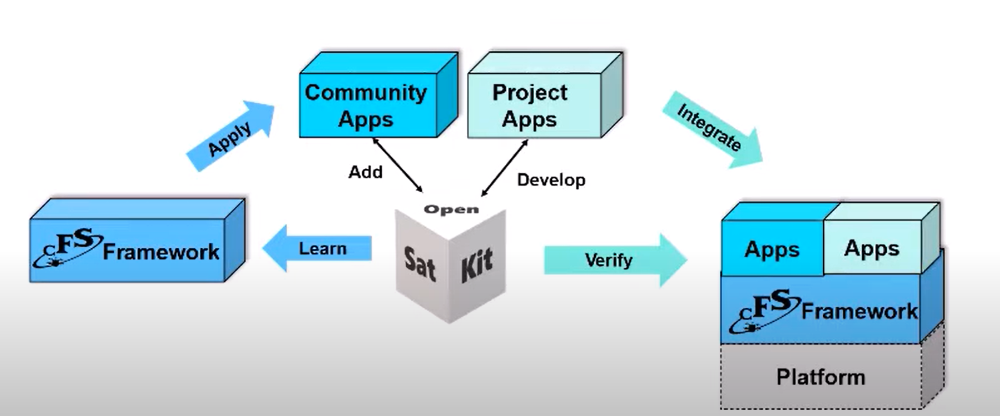 Community
Apps
Project
Apps
Apply
Integrate
Add
Develop
Open
Sat
Kit
cFS Framework
Learn
Verify
Apps
Apps
cFS Framework
Platform